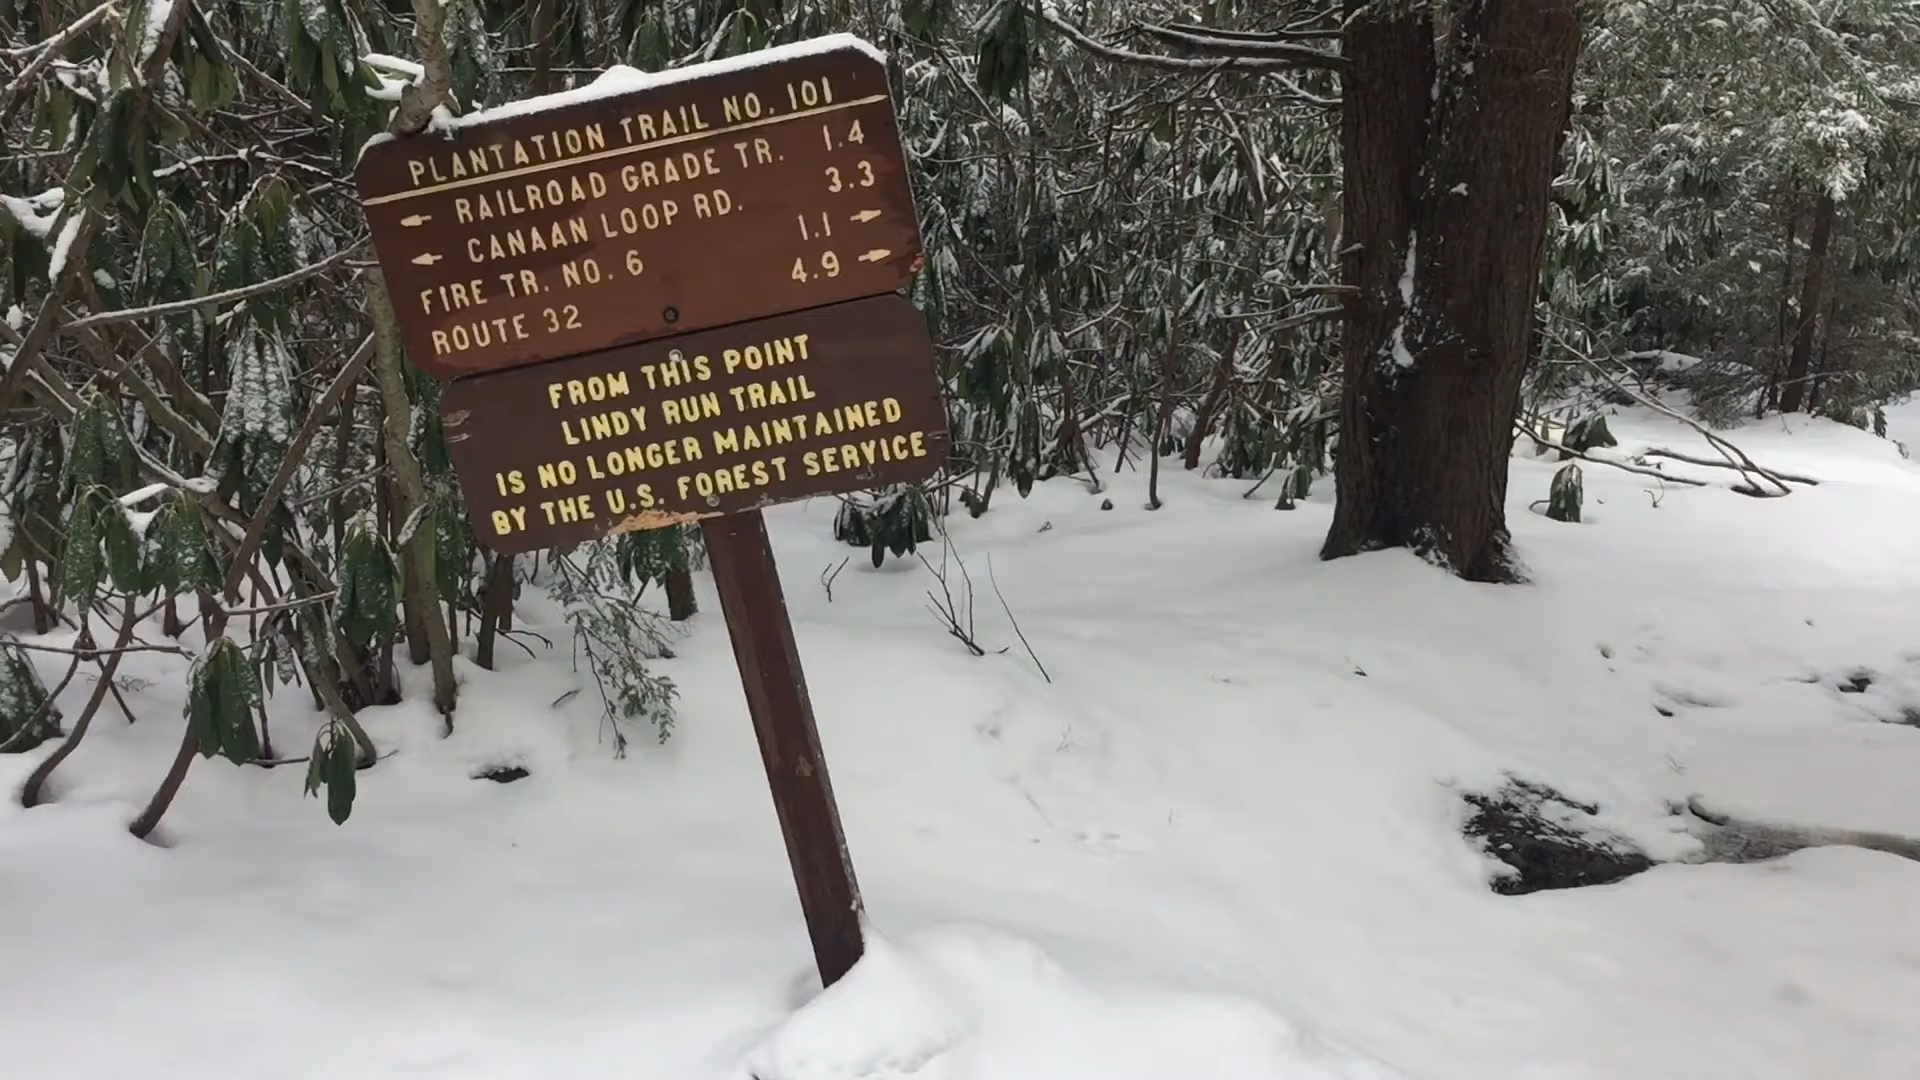 PLANTATION TRAIL NO. 101
← RAILROAD GRADE TR. 1.4
← CANAAN LOOP RD. 3.3
FIRE TR. NO. 6 1.1 →
ROUTE 32 4.9 →
FROM THIS POINT
LINDY RUN TRAIL
IS NO LONGER MAINTAINED
BY THE U.S. FOREST SERVICE